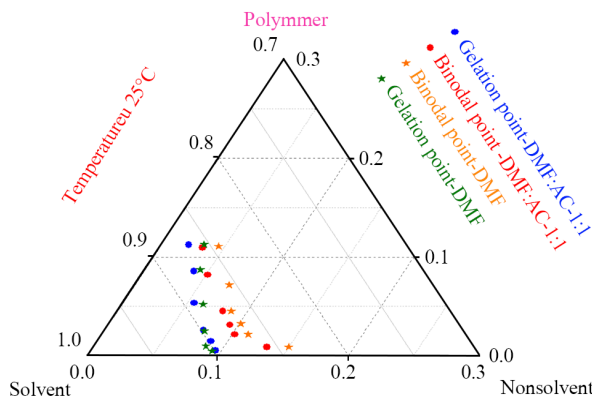 Polymmer
0.7
0.3
Temperatureu 25°C
Gelation point-DMF:AC-1:1
Binodal point -DMF:AC-1:1
Binodal point-DMF
Gelation point-DMF
0.8
0.2
0.9
0.1
1.0
0.0
0.0
0.1
0.2
0.3
Solvent
Nonsolvent